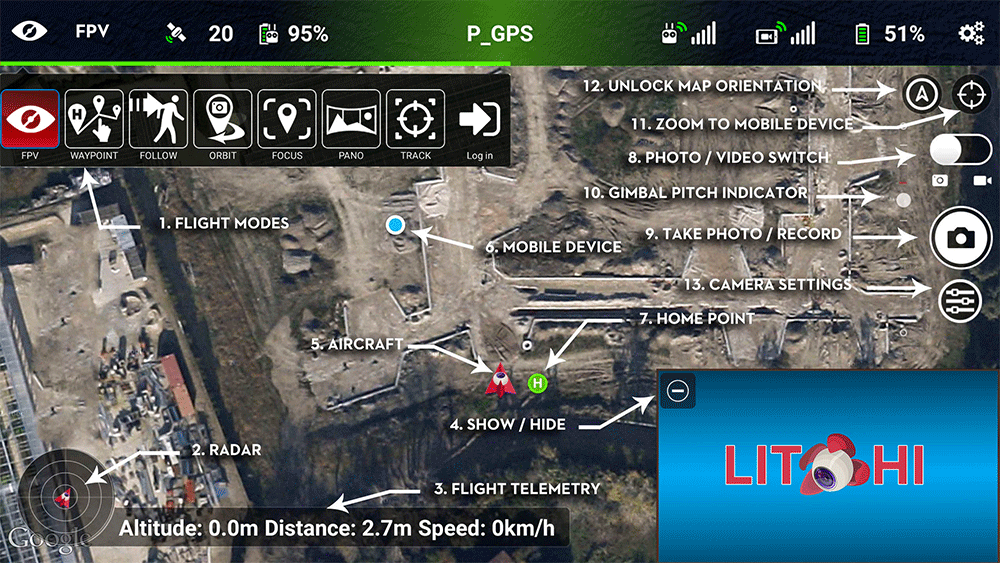 FPV
20
95%
P_GPS
51%
12. UNLOCK MAP ORIENTATION
A
11. ZOOM TO MOBILE DEVICE
FPV
WAYPOINT
FOLLOW
ORBIT
FOCUS
PANO
TRACK
Log in
H
8. PHOTO / VIDEO SWITCH
10. GIMBAL PITCH INDICATOR
1. FLIGHT MODES
9. TAKE PHOTO / RECORD
6. MOBILE DEVICE
13. CAMERA SETTINGS
7. HOME POINT
5. AIRCRAFT
H
4. SHOW / HIDE
2. RADAR
LITCHI
3. FLIGHT TELEMETRY
Altitude: 0.0m Distance: 2.7m Speed: 0km/h
Google